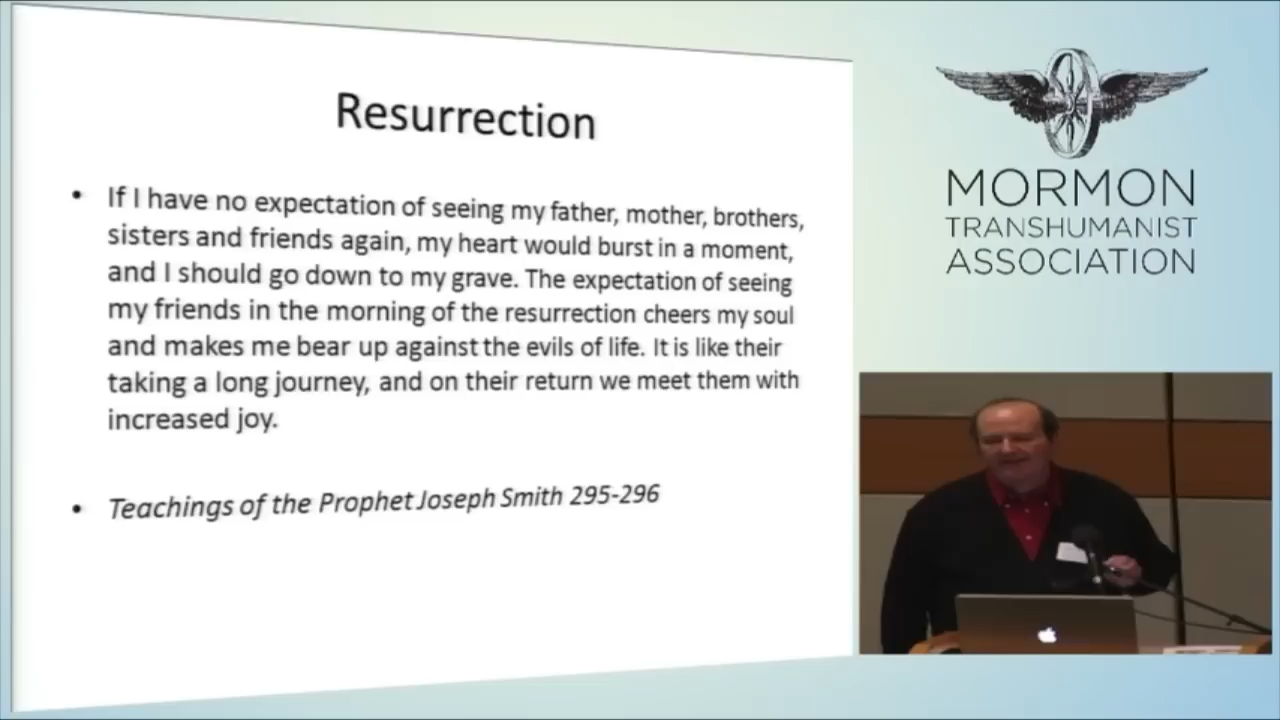 Resurrection
• If I have no expectation of seeing my father, mother, brothers,
sisters and friends again, my heart would burst in a moment,
and I should go down to my grave. The expectation of seeing
my friends in the morning of the resurrection cheers my soul
and makes me bear up against the evils of life. It is like their
taking a long journey, and on their return we meet them with
increased joy.
• Teachings of the Prophet Joseph Smith 295-296
MORMON
TRANSHUMANIST
ASSOCIATION